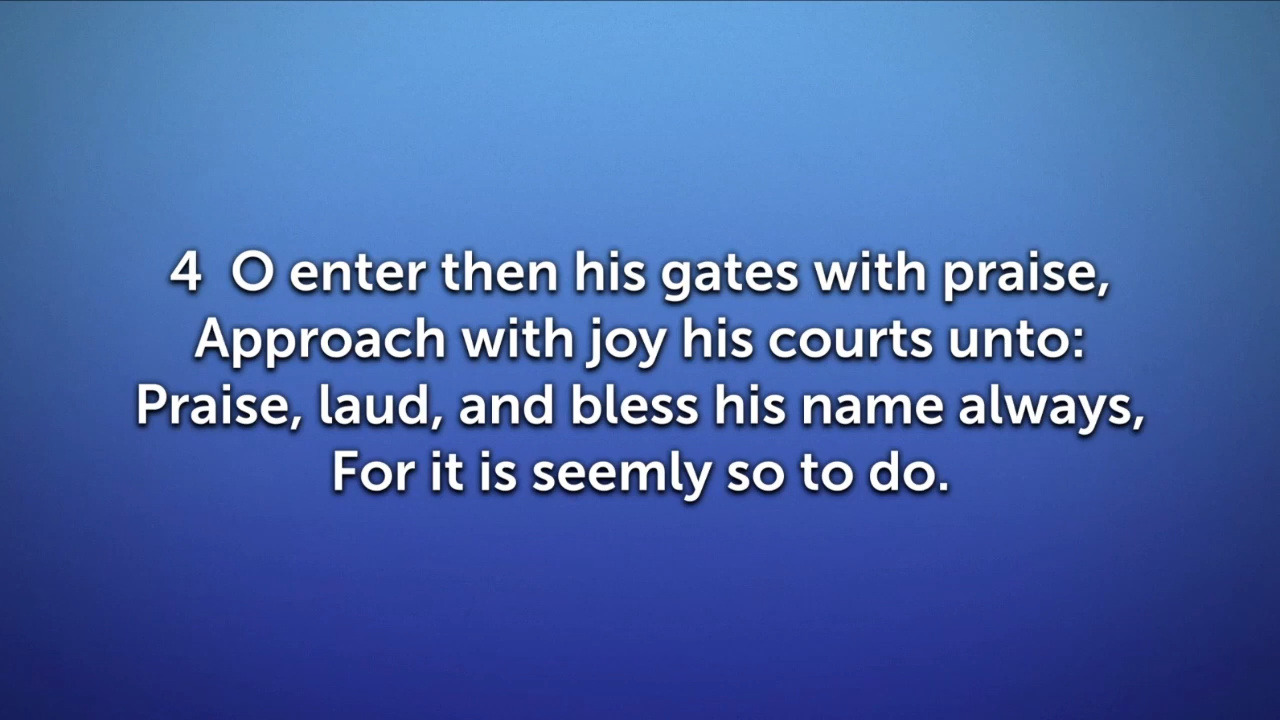 4 O enter then his gates with praise,
Approach with joy his courts unto:
Praise, laud, and bless his name always,
For it is seemly so to do.